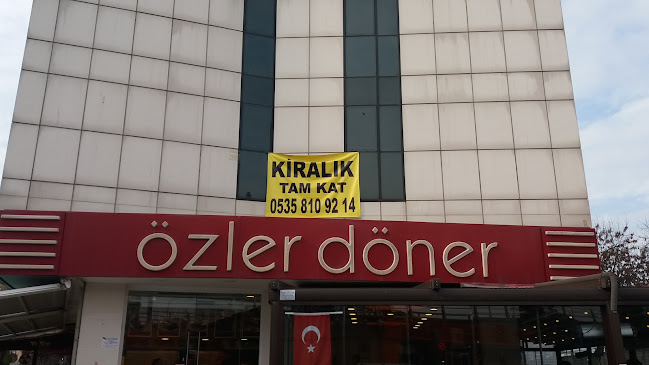 KİRALIK
TAM KAT
0535 810 92 14
özler döner